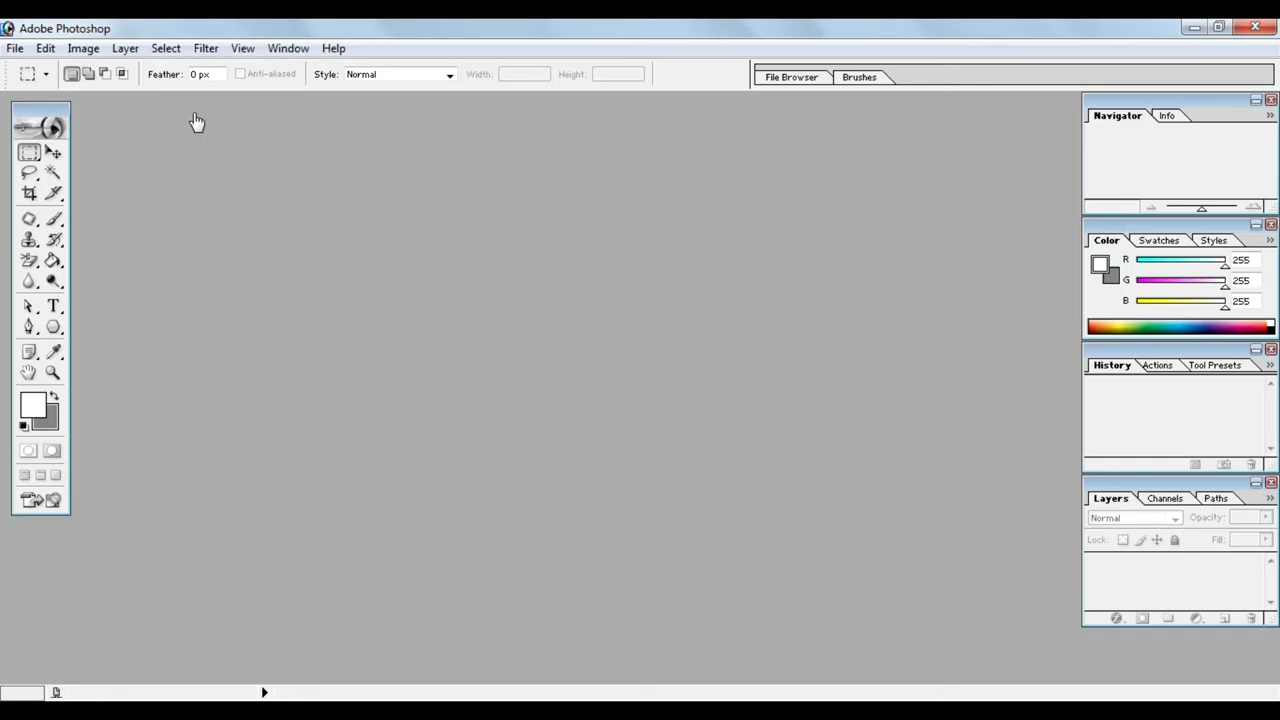 Adobe Photoshop
File Edit Image Layer Select Filter View Window Help
Feather: 0 px Anti-aliased Style: Normal Width: Height: File Browser Brushes
Navigator Info
Color Swatches Styles
R 255
G 255
B 255
History Actions Tool Presets
Layers Channels Paths
Normal Opacity:
Lock: Fill:
T